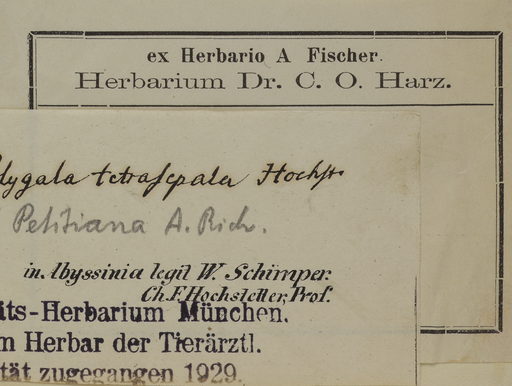 ex Herbario A Fischer.
Herbarium Dr. C. O. Harz.
lygala tetrasepala Hochst
Petitiana A. Rich.
in Abyssinia legit W. Schimper.
Ch. F. Hochstetter, Prof.
its-Herbarium München.
m Herbar der Tierärztl.
tät zugegangen 1929.